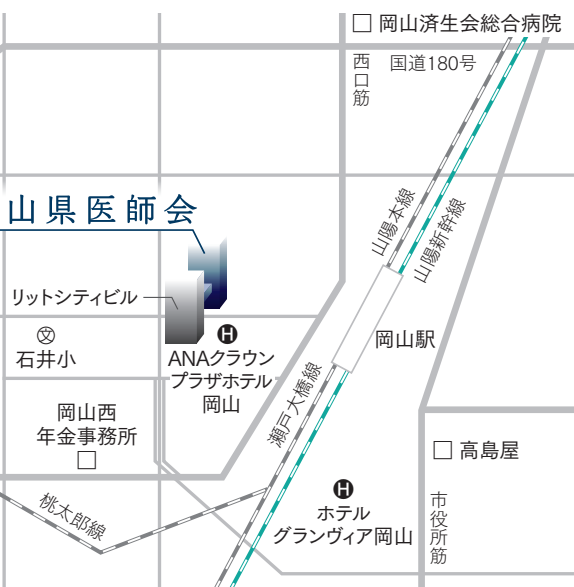 岡山済生会総合病院
西口筋
国道180号
山県医師会
山陽本線
山陽新幹線
リットシティビル
文
石井小
H
ANAクラウン
プラザホテル
岡山
岡山駅
瀬戸大橋線
岡山西
年金事務所
高島屋
H
ホテル
グランヴィア岡山
市役所筋
桃太郎線